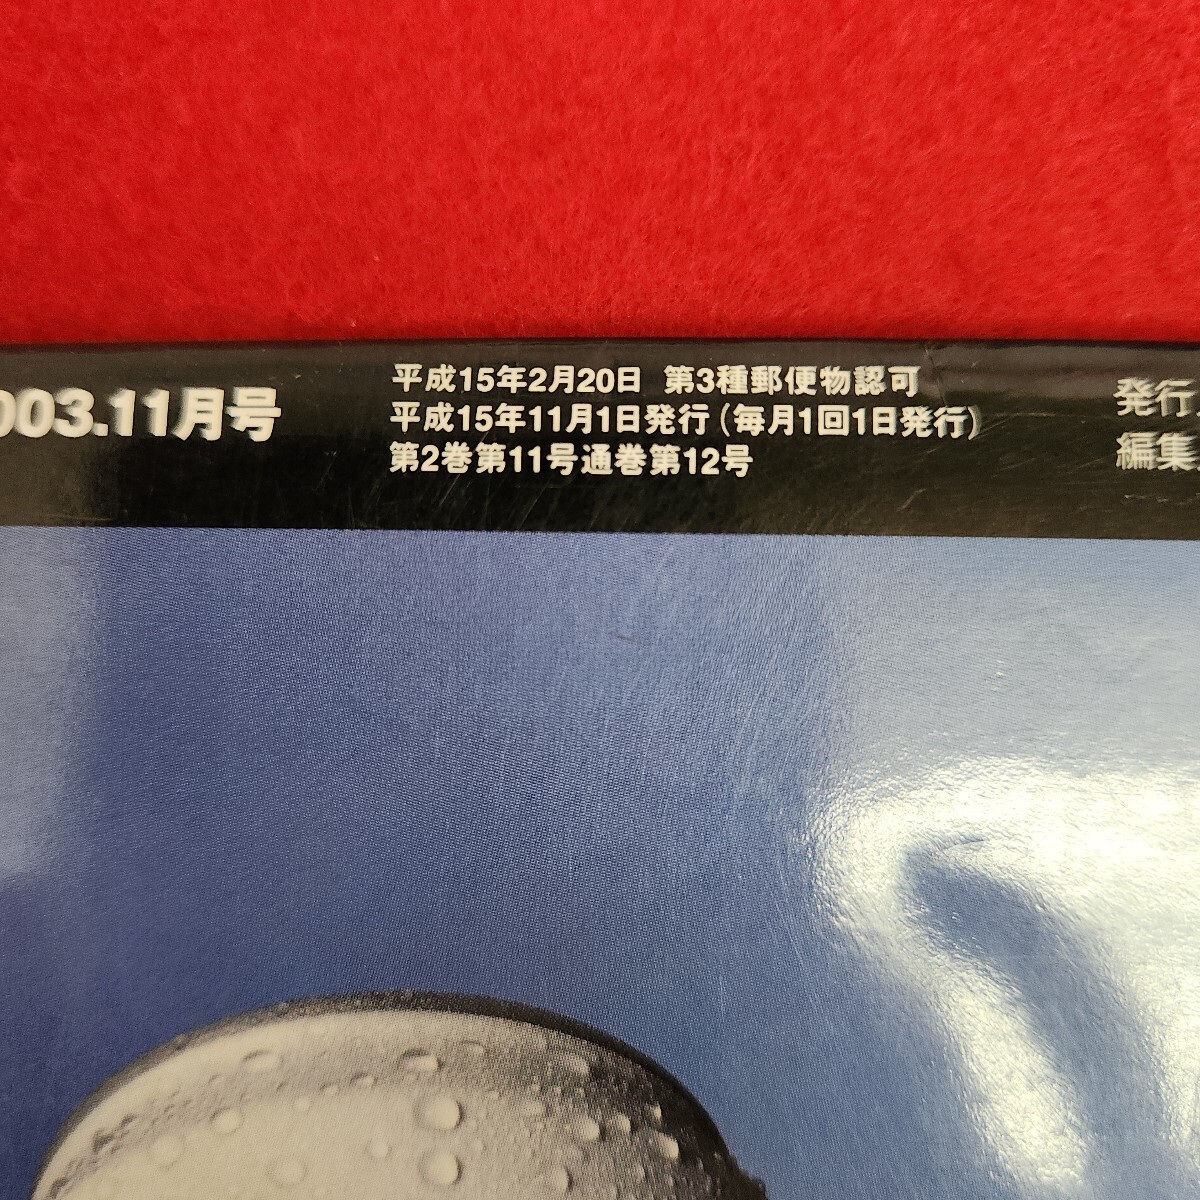 003.11月号
平成15年2月20日 第3種郵便物認可
平成15年11月1日発行(毎月1回1日発行)
第2巻第11号通巻第12号
発行
編集